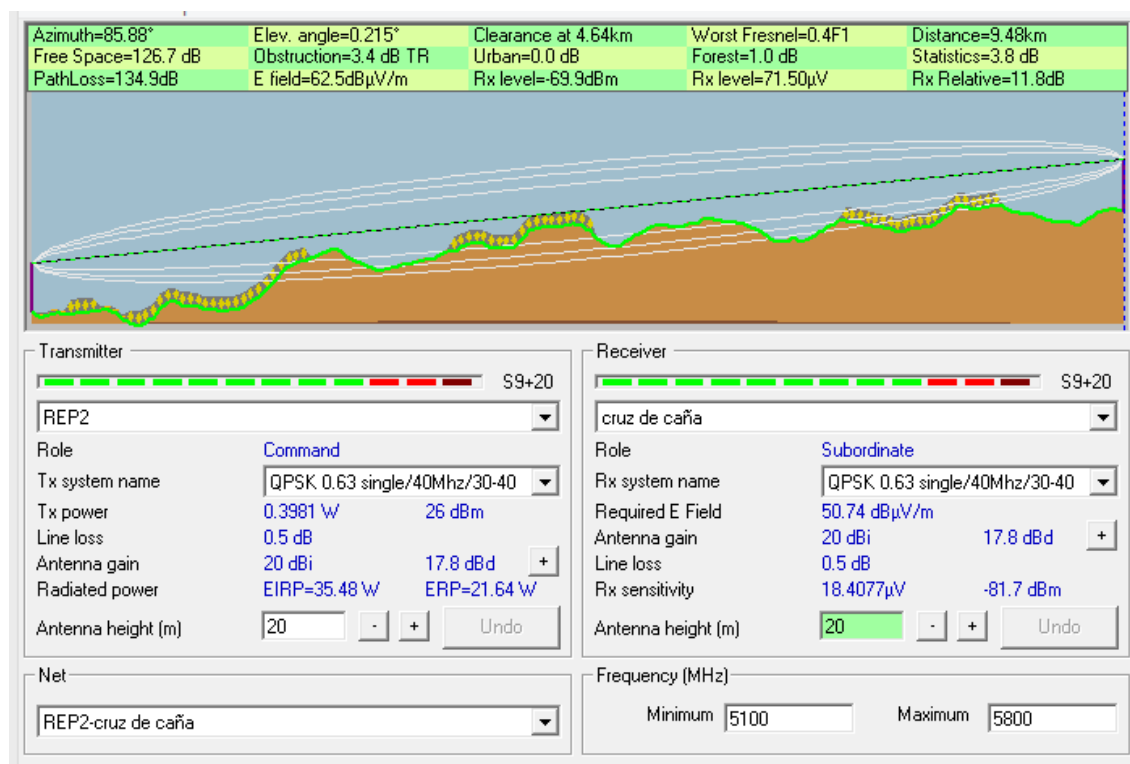 Azimuth=85.88° Elev. angle=0.215° Clearance at 4.64km Worst Fresnel=0.4F1 Distance=9.48km
Free Space=126.7 dB Obstruction=3.4 dB TR Urban=0.0 dB Forest=1.0 dB Statistics=3.8 dB
PathLoss=134.9dB E field=62.5dBµV/m Rx level=-69.9dBm Rx level=71.50µV Rx Relative=11.8dB
Transmitter
S9+20
REP2
Role Command
Tx system name QPSK 0.63 single/40Mhz/30-40
Tx power 0.3981 W 26 dBm
Line loss 0.5 dB
Antenna gain 20 dBi 17.8 dBd +
Radiated power EIRP=35.48 W ERP=21.64 W
Antenna height (m) 20 - + Undo
Receiver
S9+20
cruz de caña
Role Subordinate
Rx system name QPSK 0.63 single/40Mhz/30-40
Required E Field 50.74 dBµV/m
Antenna gain 20 dBi 17.8 dBd +
Line loss 0.5 dB
Rx sensitivity 18.4077µV -81.7 dBm
Antenna height (m) 20 - + Undo
Net
REP2-cruz de caña
Frequency (MHz)
Minimum 5100 Maximum 5800